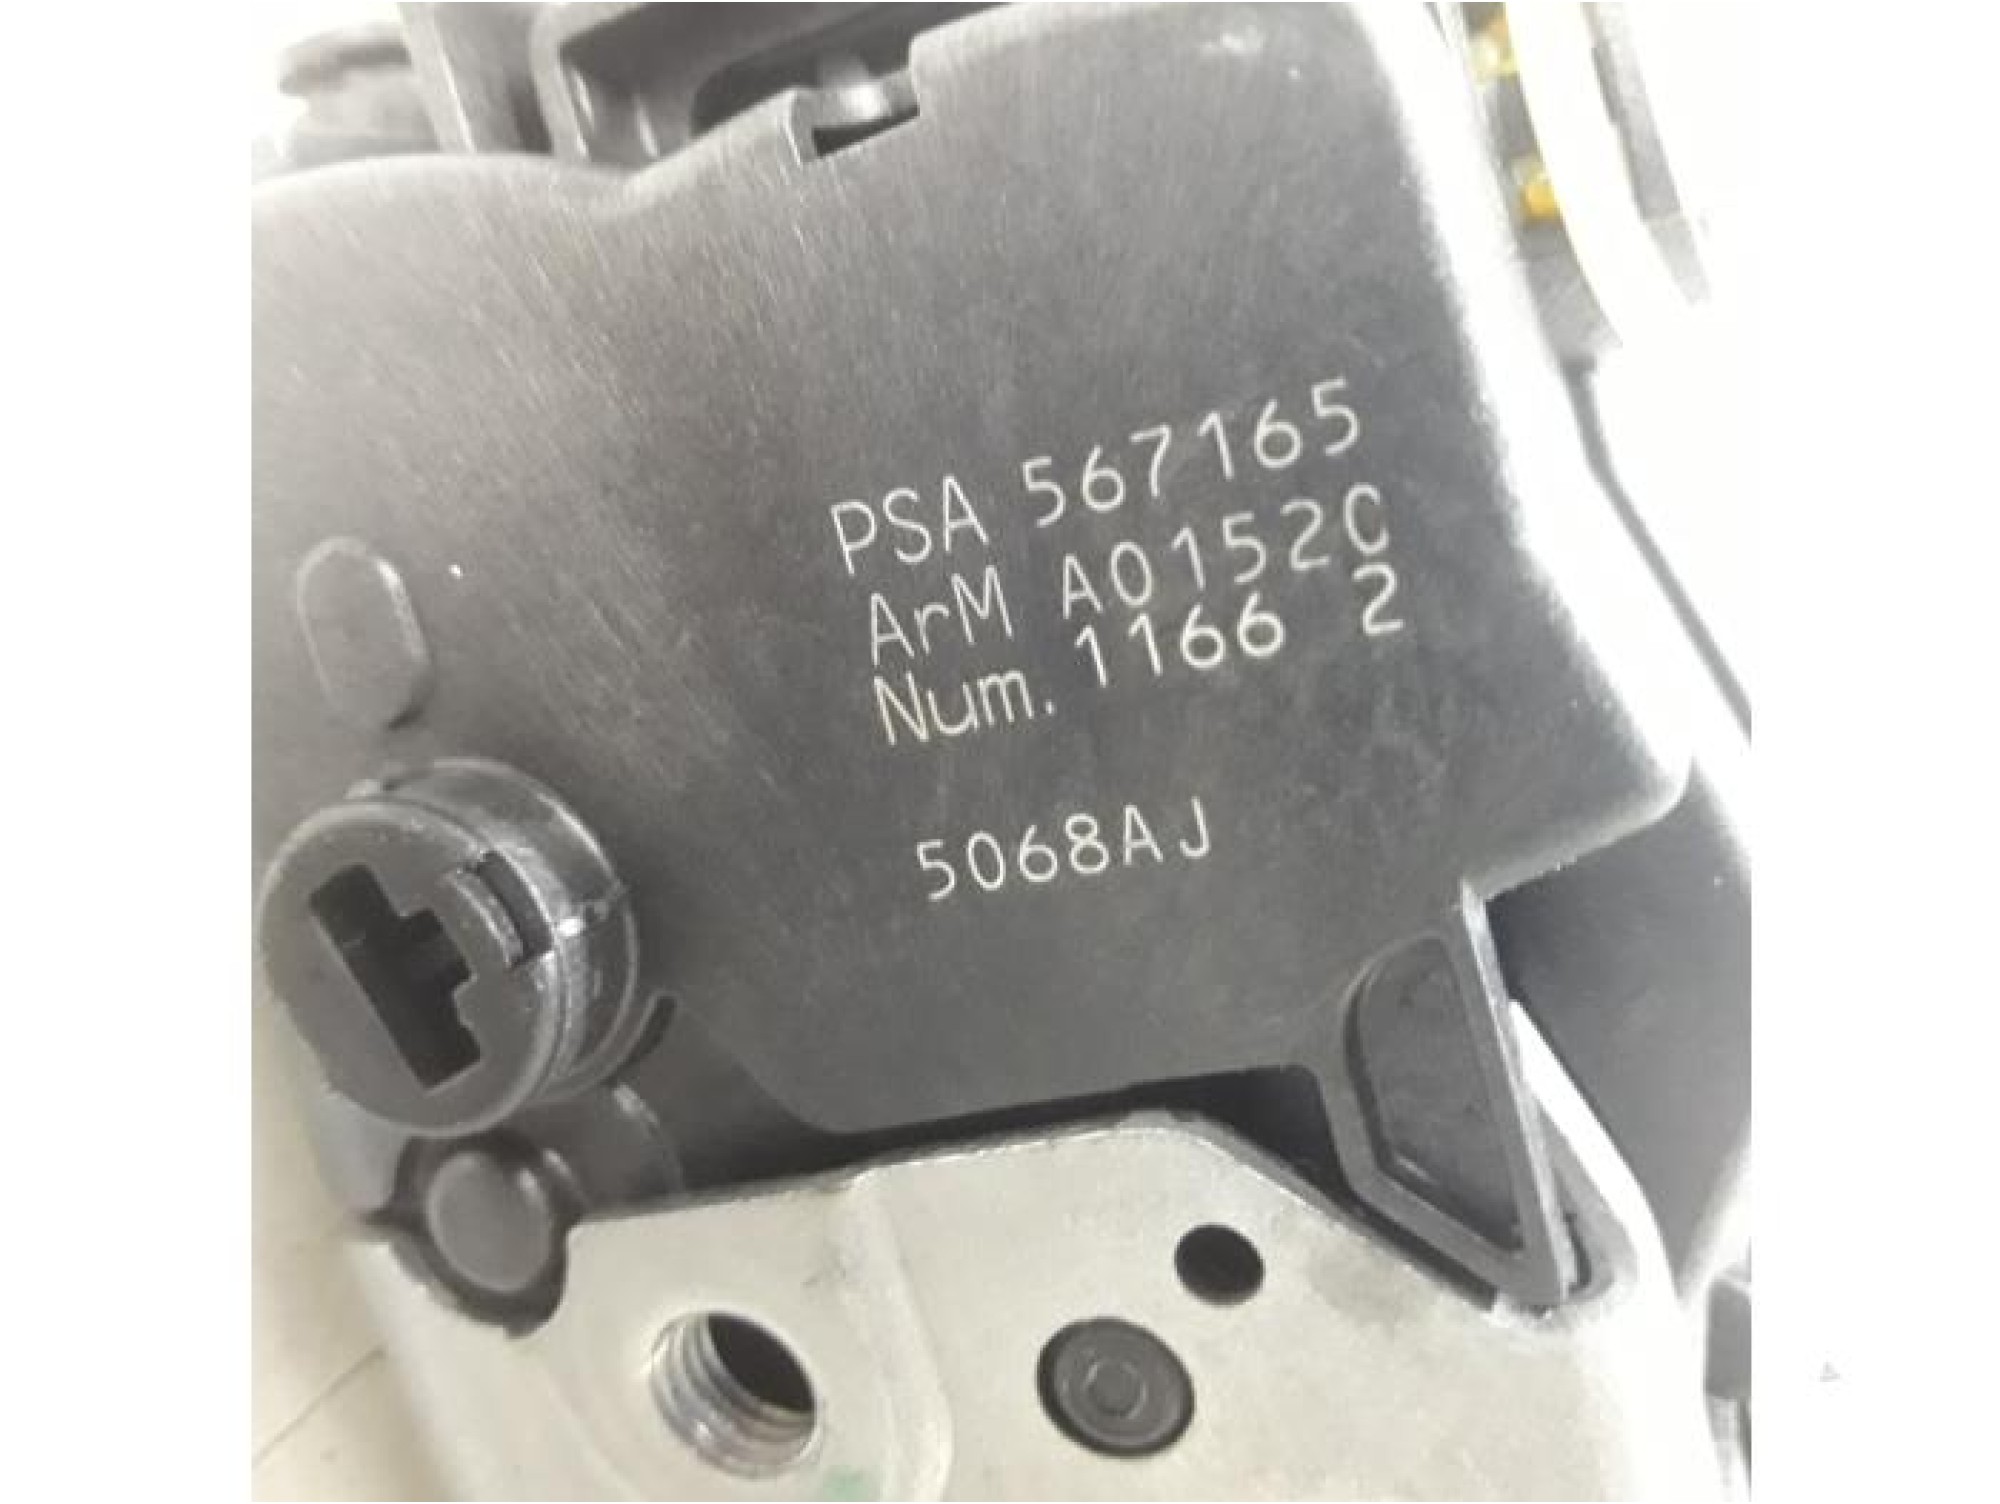 PSA 567165
ArM A0152C
Num. 1166 2
5068AJ